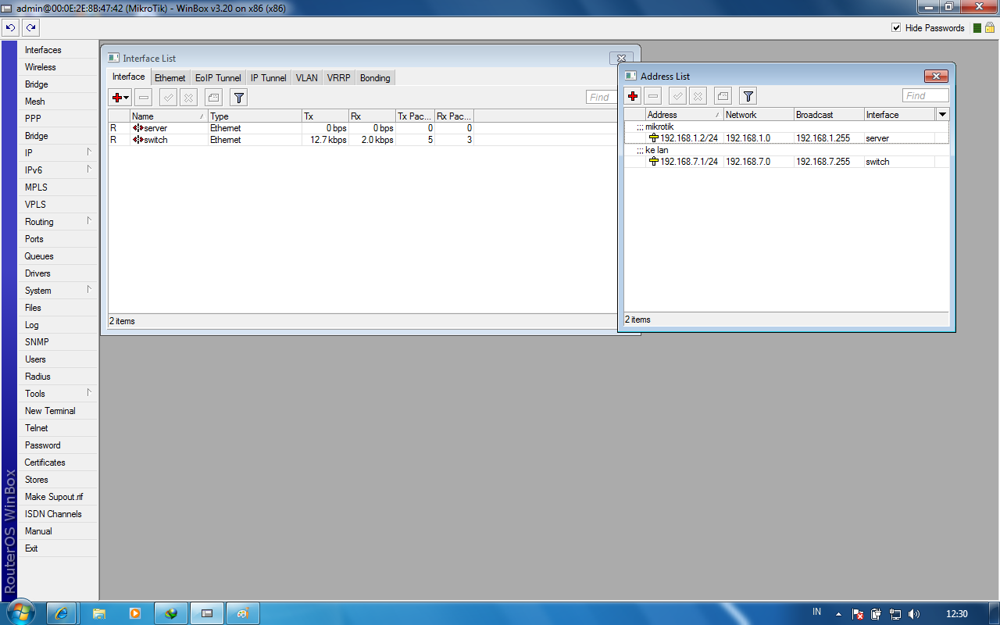 admin@00:0E:2E:8B:47:42 (MikroTik) - WinBox v3.20 on x86 (x86)
Hide Passwords
Interfaces
Wireless
Bridge
Mesh
PPP
Bridge
IP
IPv6
MPLS
VPLS
Routing
Ports
Queues
Drivers
System
Files
Log
SNMP
Users
Radius
Tools
New Terminal
Telnet
Password
Certificates
Stores
Make Supout.rif
ISDN Channels
Manual
Exit
RouterOS WinBox
Interface List
Interface Ethernet EoIP Tunnel IP Tunnel VLAN VRRP Bonding
Find
Name Type Tx Rx Tx Pac... Rx Pac...
R server Ethernet 0 bps 0 bps 0 0
R switch Ethernet 12.7 kbps 2.0 kbps 5 3
2 items
Address List
Find
Address Network Broadcast Interface
;;; mikrotik
192.168.1.2/24 192.168.1.0 192.168.1.255 server
;;; ke lan
192.168.7.1/24 192.168.7.0 192.168.7.255 switch
2 items
IN
12:30